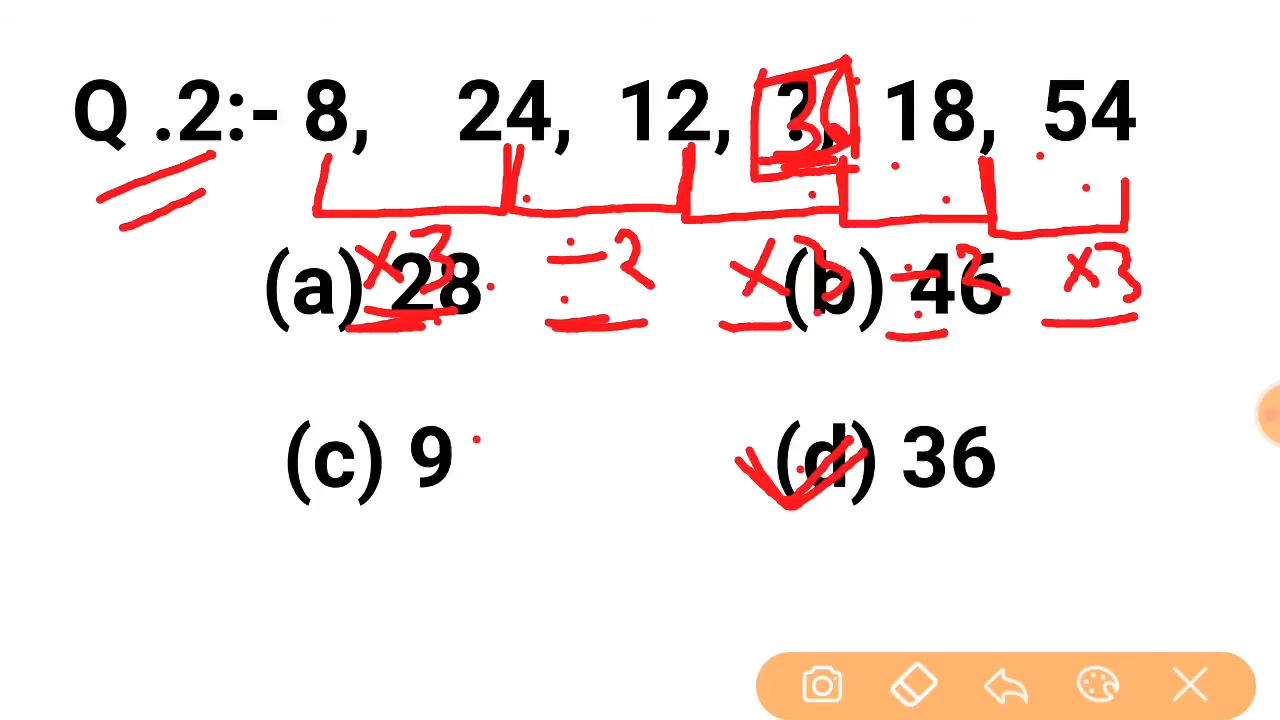 Q .2:- 8, 24, 12, ?, 18, 54
36
×3 ÷2 ×3 ÷2 ×3
(a) 28 (b) 46
(c) 9 (d) 36